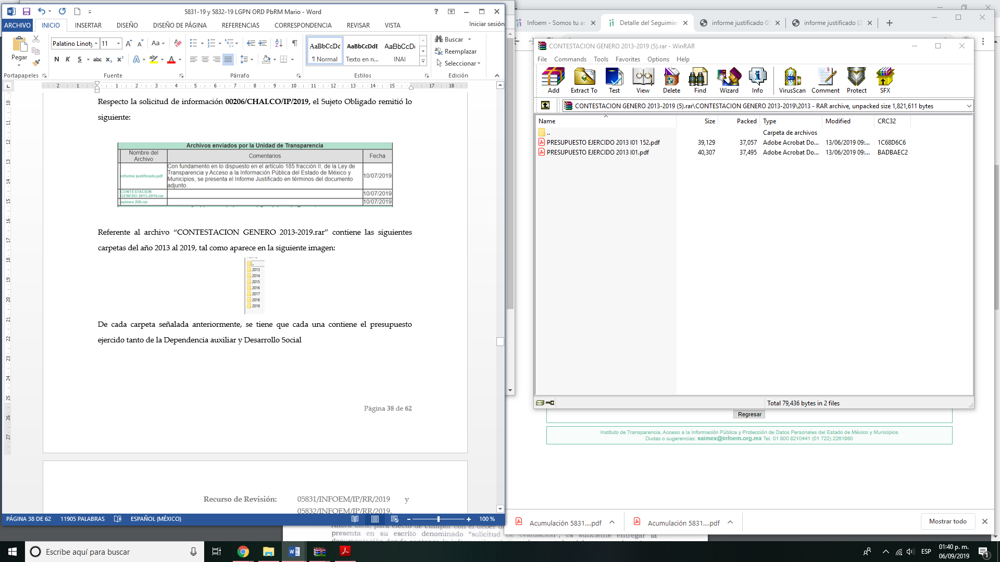 5831-19 y 5832-19 LGPN ORD PbRM Mario - Word
ARCHIVO INICIO INSERTAR DISEÑO DISEÑO DE PÁGINA REFERENCIAS CORRESPONDENCIA REVISAR VISTA Iniciar sesión
Palatino Linoty 11
Buscar
Reemplazar
Seleccionar
Pegar
N K S abc x₂ x²
AaBbCcDd AaBbCcDdE AaBbCcDd
¶ Normal Texto en n... INAI
Portapapeles Fuente Párrafo Estilos Edición
Respecto la solicitud de información 00206/CHALCO/IP/2019, el Sujeto Obligado remitió lo
siguiente:
Archivos enviados por la Unidad de Transparencia
Nombre del
Archivo
Comentarios
Fecha
informe justificado.pdf
Con fundamento en lo dispuesto en el artículo 185 fracción II, de la Ley de
Transparencia y Acceso a la Información Pública del Estado de México y
Municipios, se presenta el Informe Justificado en términos del documento
adjunto.
10/07/2019
CONTESTACION
GENERO 2013-2019.rar
10/07/2019
saimex 206.rar
10/07/2019
Referente al archivo “CONTESTACION GENERO 2013-2019.rar” contiene las siguientes
carpetas del año 2013 al 2019, tal como aparece en la siguiente imagen:
..
2013
2014
2015
2016
2017
2018
2019
De cada carpeta señalada anteriormente, se tiene que cada una contiene el presupuesto
ejercido tanto de la Dependencia auxiliar y Desarrollo Social
Página 38 de 62
Recurso de Revisión: 05831/INFOEM/IP/RR/2019 y
05832/INFOEM/IP/RR/2019,
PÁGINA 38 DE 62 11905 PALABRAS ESPAÑOL (MÉXICO) 100 %
Infoem - Somos tu ac
Detalle del Seguimie
informe justificado 05
informe justificado (2
CONTESTACION GENERO 2013-2019 (5).rar - WinRAR
File Commands Tools Favorites Options Help
Add Extract To Test View Delete Find Wizard Info VirusScan Comment Protect SFX
CONTESTACION GENERO 2013-2019 (5).rar\CONTESTACION GENERO 2013-2019\2013 - RAR archive, unpacked size 1,821,611 bytes
Name Size Packed Type Modified CRC32
.. Carpeta de archivos
PRESUPUESTO EJERCIDO 2013 I01 152.pdf 39,129 37,057 Adobe Acrobat Do... 13/06/2019 09:... 1C68D6C6
PRESUPUESTO EJERCIDO 2013 I01.pdf 40,307 37,495 Adobe Acrobat Do... 13/06/2019 09:... BADBAEC2
Total 79,436 bytes in 2 files
Regresar
Instituto de Transparencia, Acceso a la Información Pública y Protección de Datos Personales del Estado de México y Municipios
Dudas o sugerencias: saimex@infoem.org.mx Tel. 01 800 8210441 (01 722) 2261980
Acumulación 5831....pdf
Acumulación 5831....pdf
Mostrar todo
presenta en su escrito denominado “solicitud de evaluación”, es suficiente entregar la
Escribe aquí para buscar
ESP
01:40 p. m.
06/09/2019
1